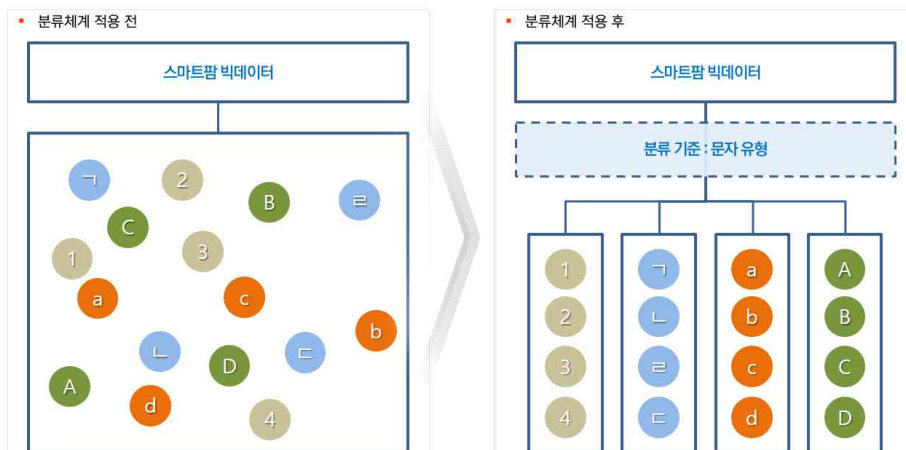 분류체계 적용 전
스마트팜 빅데이터
ㄱ
2
B
ㄹ
C
1
3
a
c
b
ㄴ
D
ㄷ
A
d
4
분류체계 적용 후
스마트팜 빅데이터
분류 기준 : 문자 유형
1 ㄱ a A
2 ㄴ b B
3 ㄹ c C
4 ㄷ d D